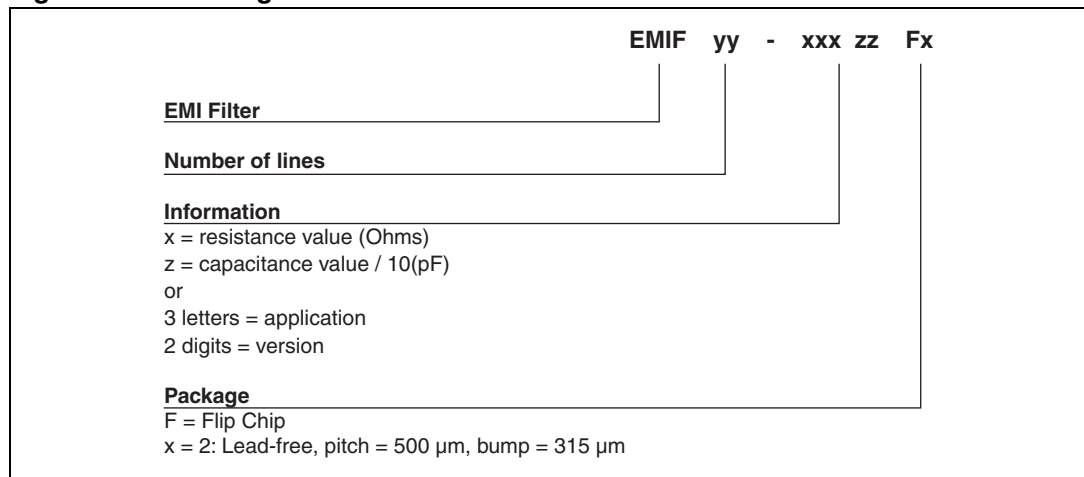 EMIF yy - xxx zz Fx
EMI Filter
Number of lines
Information
x = resistance value (Ohms)
z = capacitance value / 10(pF)
or
3 letters = application
2 digits = version
Package
F = Flip Chip
x = 2: Lead-free, pitch = 500 µm, bump = 315 µm